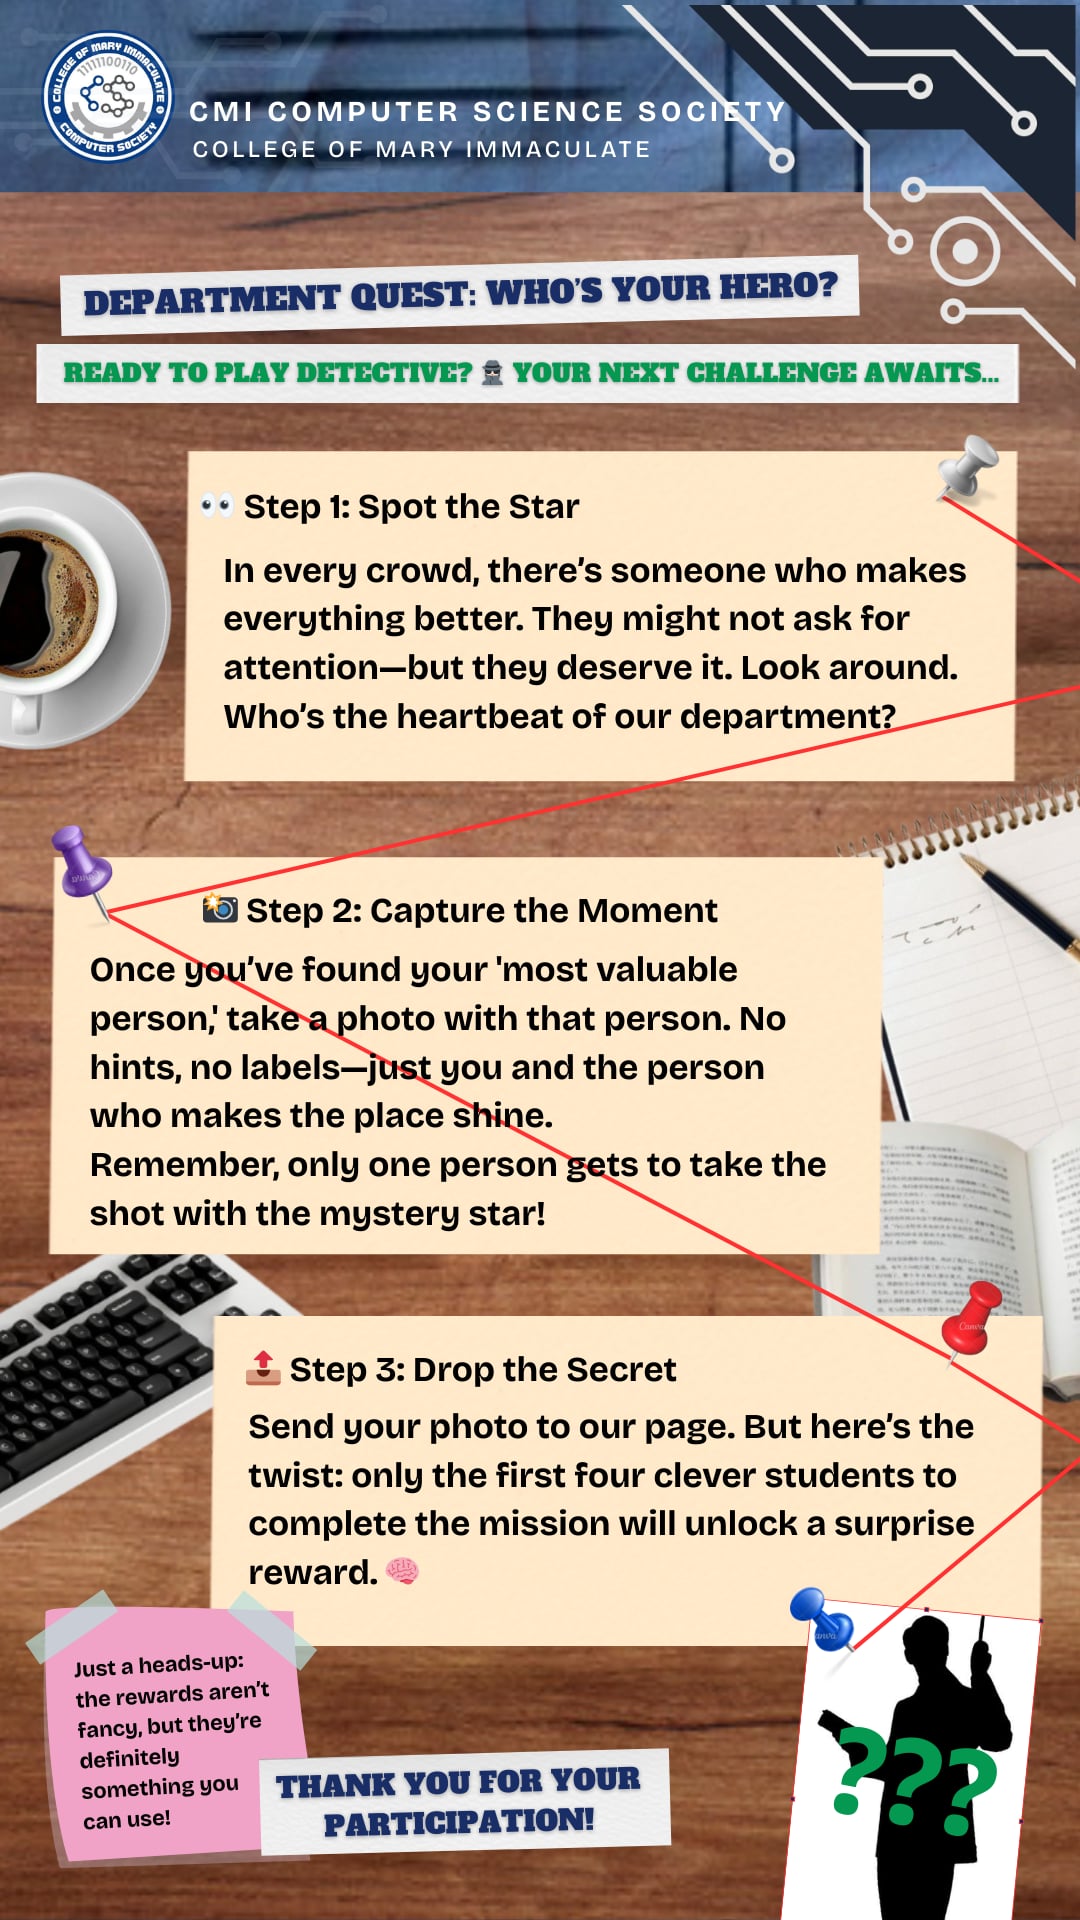 COLLEGE OF MARY IMMACULATE
11111100110
COMPUTER SOCIETY
CMI COMPUTER SCIENCE SOCIETY
COLLEGE OF MARY IMMACULATE
DEPARTMENT QUEST: WHO'S YOUR HERO?
READY TO PLAY DETECTIVE? 🕵️ YOUR NEXT CHALLENGE AWAITS...
👀 Step 1: Spot the Star
In every crowd, there's someone who makes
everything better. They might not ask for
attention—but they deserve it. Look around.
Who's the heartbeat of our department?
📸 Step 2: Capture the Moment
Once you've found your 'most valuable
person,' take a photo with that person. No
hints, no labels—just you and the person
who makes the place shine.
Remember, only one person gets to take the
shot with the mystery star!
Canva
📤 Step 3: Drop the Secret
Send your photo to our page. But here's the
twist: only the first four clever students to
complete the mission will unlock a surprise
reward. 🧠
Just a heads-up:
the rewards aren't
fancy, but they're
definitely
something you
can use!
THANK YOU FOR YOUR
PARTICIPATION!
???